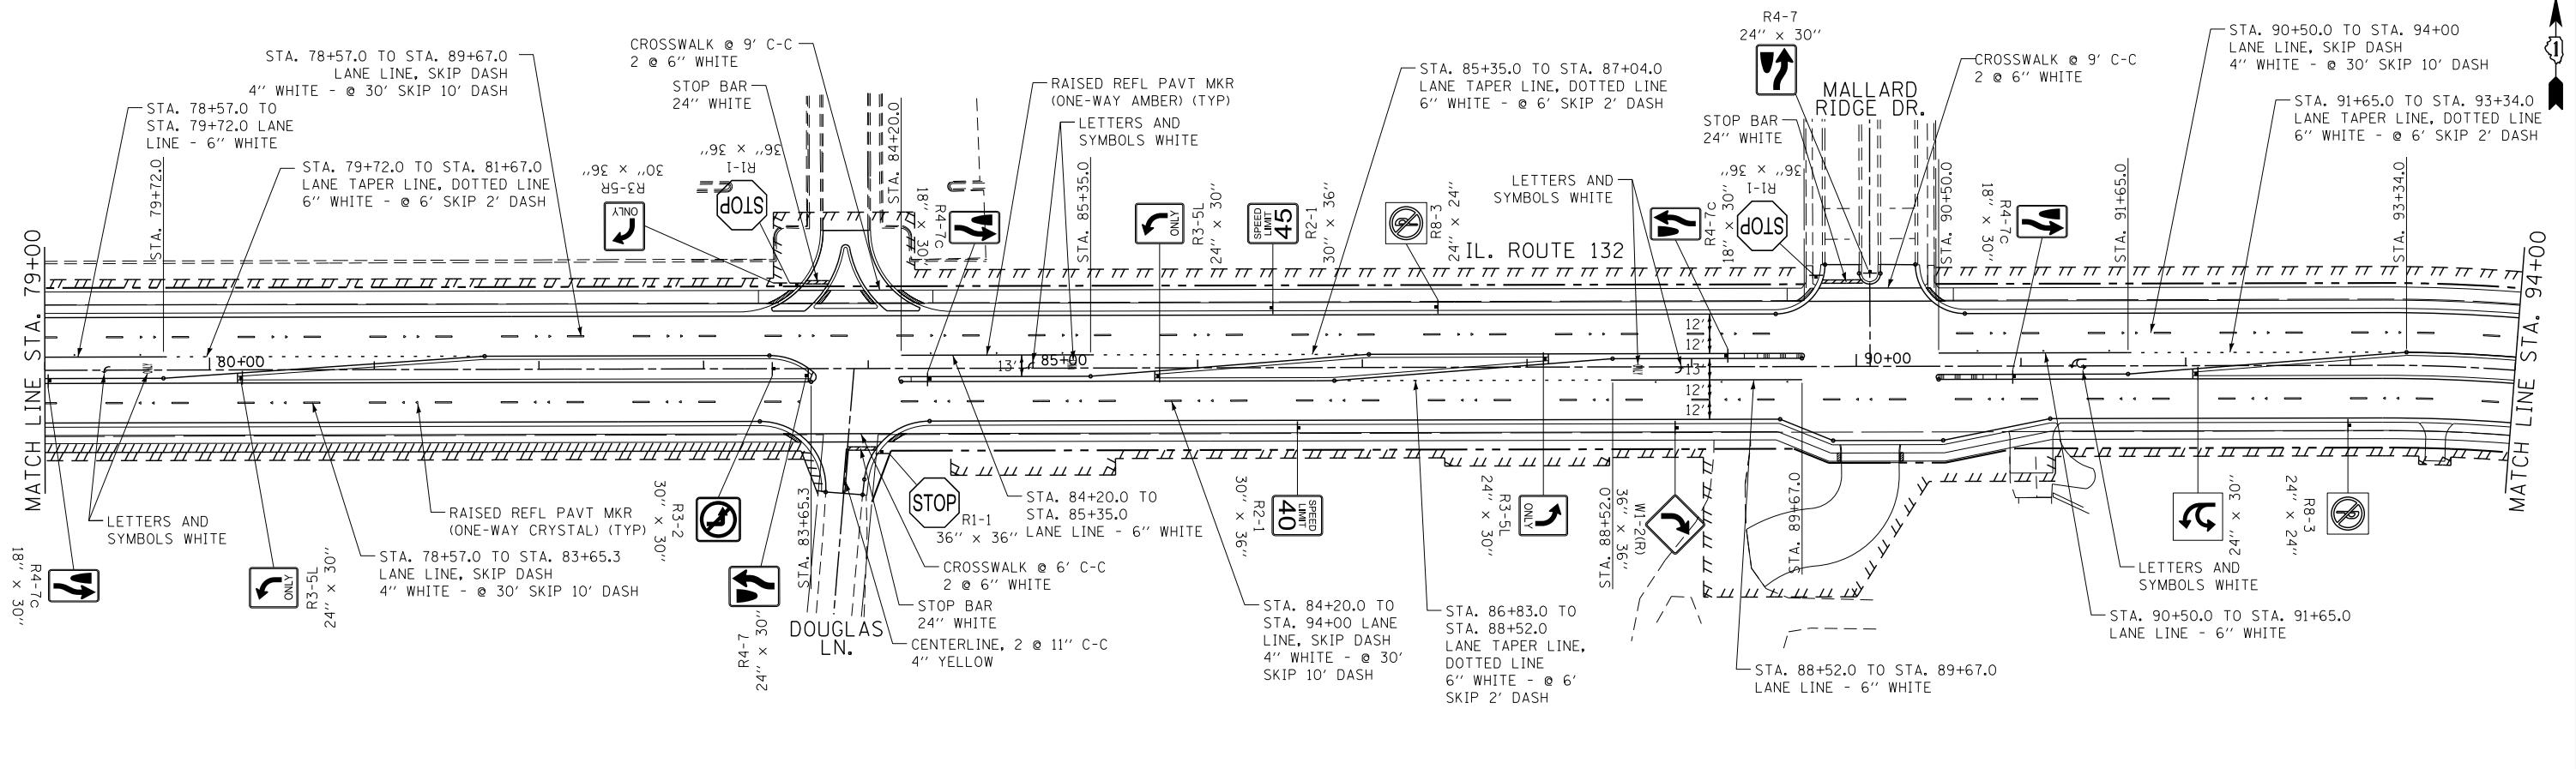 STA. 78+57.0 TO STA. 89+67.0
LANE LINE, SKIP DASH
4" WHITE - @ 30' SKIP 10' DASH
STA. 78+57.0 TO
STA. 79+72.0 LANE
LINE - 6" WHITE
STA. 79+72.0 TO STA. 81+67.0
LANE TAPER LINE, DOTTED LINE
6" WHITE - @ 6' SKIP 2' DASH
STA. 79+72.0
MATCH LINE STA. 79+00
CROSSWALK @ 9' C-C
2 @ 6" WHITE
STOP BAR
24" WHITE
R3-5R
30" × 36"
ONLY
R1-1
36" × 36"
STOP
STA. 84+20.0
R4-7c
18" × 30"
RAISED REFL PAVT MKR
(ONE-WAY AMBER) (TYP)
LETTERS AND
SYMBOLS WHITE
STA. 85+35.0
ONLY
R3-5L
24" × 30"
SPEED
LIMIT
45
R2-1
30" × 36"
STA. 85+35.0 TO STA. 87+04.0
LANE TAPER LINE, DOTTED LINE
6" WHITE - @ 6' SKIP 2' DASH
P
R8-3
24" × 24"
IL. ROUTE 132
LETTERS AND
SYMBOLS WHITE
R4-7c
18" × 30"
R4-7
24" × 30"
MALLARD
RIDGE DR.
STOP BAR
24" WHITE
R1-1
36" × 36"
STOP
CROSSWALK @ 9' C-C
2 @ 6" WHITE
STA. 90+50.0
R4-7c
18" × 30"
STA. 91+65.0
STA. 90+50.0 TO STA. 94+00
LANE LINE, SKIP DASH
4" WHITE - @ 30' SKIP 10' DASH
STA. 91+65.0 TO STA. 93+34.0
LANE TAPER LINE, DOTTED LINE
6" WHITE - @ 6' SKIP 2' DASH
STA. 93+34.0
1
MATCH LINE STA. 94+00
80+00
13'
85+00
12'
12'
13'
12'
12'
90+00
LETTERS AND
SYMBOLS WHITE
R4-7c
18" × 30"
ONLY
R3-5L
24" × 30"
RAISED REFL PAVT MKR
(ONE-WAY CRYSTAL) (TYP)
STA. 78+57.0 TO STA. 83+65.3
LANE LINE, SKIP DASH
4" WHITE - @ 30' SKIP 10' DASH
R3-2
30" × 30"
R4-7
24" × 30"
STA. 83+65.3
DOUGLAS
LN.
STOP
R1-1
36" × 36"
STA. 84+20.0 TO
STA. 85+35.0
LANE LINE - 6" WHITE
CROSSWALK @ 6' C-C
2 @ 6" WHITE
STOP BAR
24" WHITE
CENTERLINE, 2 @ 11" C-C
4" YELLOW
R2-1
30" × 36"
SPEED
LIMIT
40
STA. 84+20.0 TO
STA. 94+00 LANE
LINE, SKIP DASH
4" WHITE - @ 30'
SKIP 10' DASH
R3-5L
24" × 30"
ONLY
STA. 86+83.0 TO
STA. 88+52.0
LANE TAPER LINE,
DOTTED LINE
6" WHITE - @ 6'
SKIP 2' DASH
STA. 88+52.0
W1-2(R)
36" × 36"
STA. 89+67.0
STA. 88+52.0 TO STA. 89+67.0
LANE LINE - 6" WHITE
24" × 30"
R8-3
24" × 24"
P
LETTERS AND
SYMBOLS WHITE
STA. 90+50.0 TO STA. 91+65.0
LANE LINE - 6" WHITE